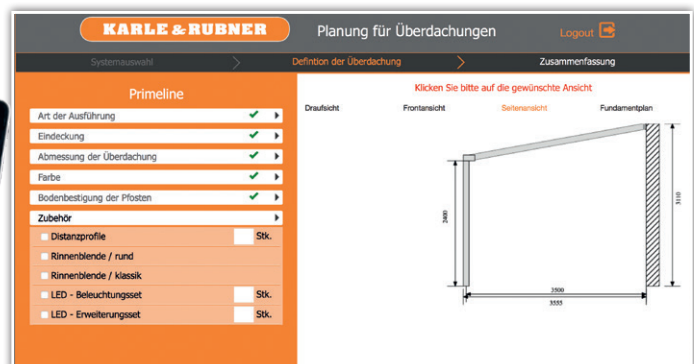 KARLE & RUBNER
Planung für Überdachungen
Logout
Systemauswahl
Defintion der Überdachung
Zusammenfassung
Primeline
Art der Ausführung
Eindeckung
Abmessung der Überdachung
Farbe
Bodenbestigung der Pfosten
Zubehör
Distanzprofile Stk.
Rinnenblende / rund
Rinnenblende / klassik
LED - Beleuchtungsset Stk.
LED - Erweiterungsset Stk.
Klicken Sie bitte auf die gewünschte Ansicht
Draufsicht Frontansicht Seitenansicht Fundamentplan
2400
3110
3500
3555